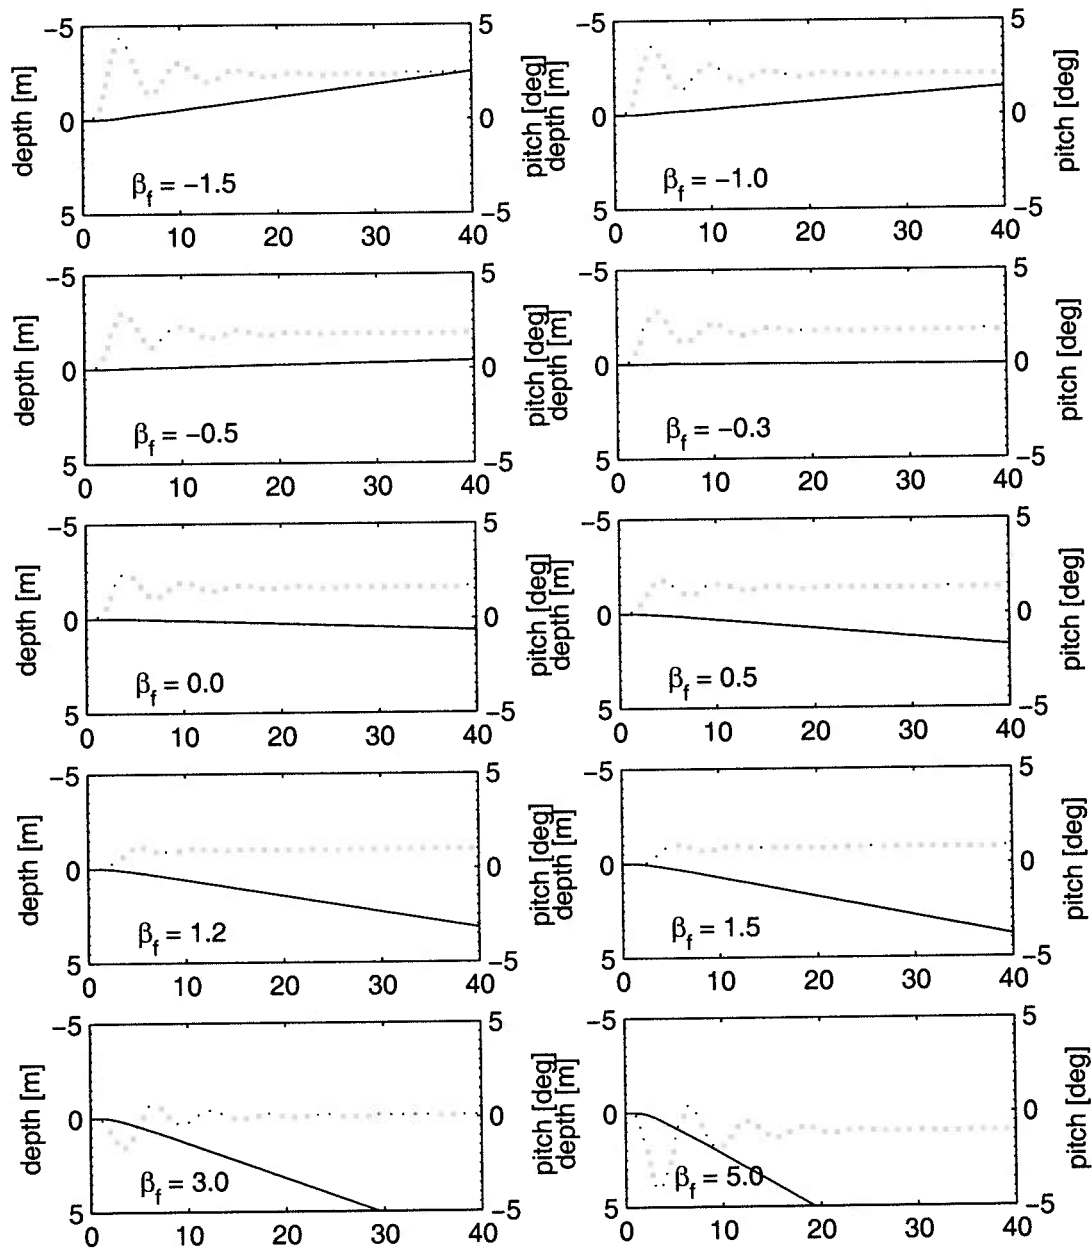 −5 5 −5 5
depth [m] 0 0 pitch [deg] depth [m] 0 0 pitch [deg]
β_f = −1.5 β_f = −1.0
5 −5 5 −5
0 10 20 30 40 0 10 20 30 40
−5 5 −5 5
depth [m] 0 0 pitch [deg] depth [m] 0 0 pitch [deg]
β_f = −0.5 β_f = −0.3
5 −5 5 −5
0 10 20 30 40 0 10 20 30 40
−5 5 −5 5
depth [m] 0 0 pitch [deg] depth [m] 0 0 pitch [deg]
β_f = 0.0 β_f = 0.5
5 −5 5 −5
0 10 20 30 40 0 10 20 30 40
−5 5 −5 5
depth [m] 0 0 pitch [deg] depth [m] 0 0 pitch [deg]
β_f = 1.2 β_f = 1.5
5 −5 5 −5
0 10 20 30 40 0 10 20 30 40
−5 5 −5 5
depth [m] 0 0 pitch [deg] depth [m] 0 0 pitch [deg]
β_f = 3.0 β_f = 5.0
5 −5 5 −5
0 10 20 30 40 0 10 20 30 40